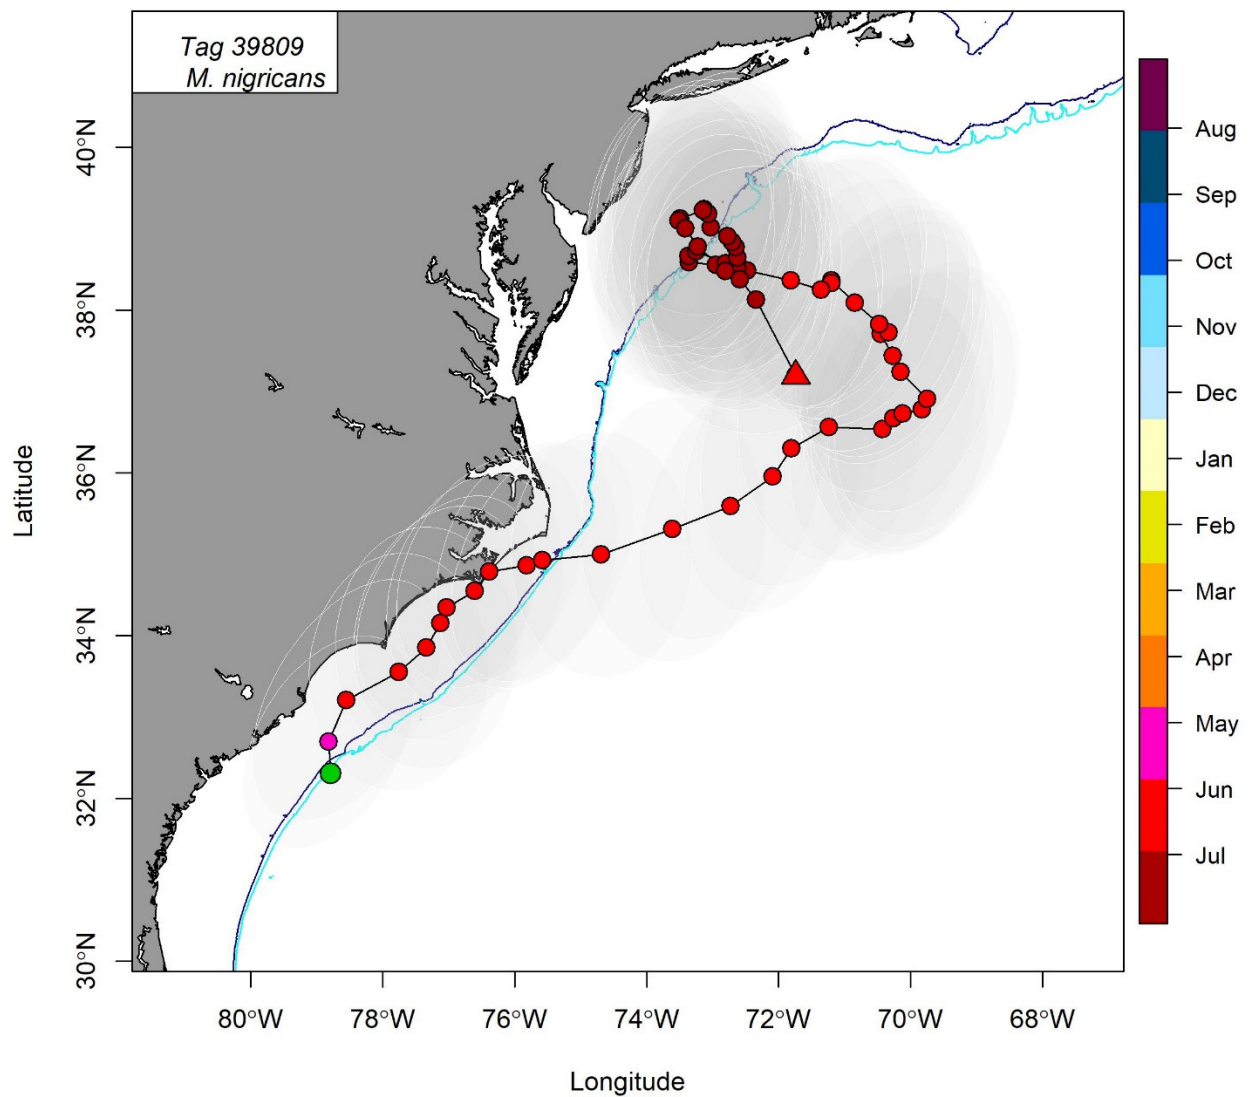 Tag 39809
M. nigricans
40°N
38°N
36°N
34°N
32°N
30°N
Latitude
80°W
78°W
76°W
74°W
72°W
70°W
68°W
Longitude
Aug
Sep
Oct
Nov
Dec
Jan
Feb
Mar
Apr
May
Jun
Jul